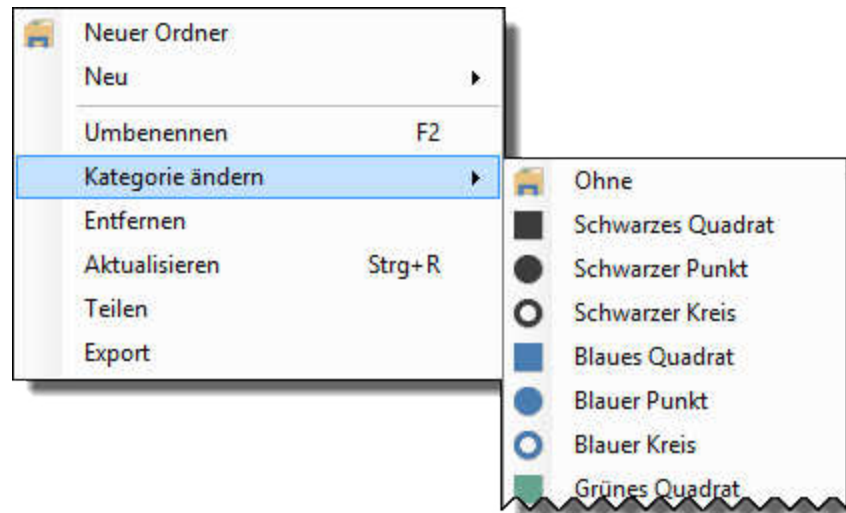 Neuer Ordner
Neu
Umbenennen F2
Kategorie ändern
Entfernen
Aktualisieren Strg+R
Teilen
Export
Ohne
Schwarzes Quadrat
Schwarzer Punkt
Schwarzer Kreis
Blaues Quadrat
Blauer Punkt
Blauer Kreis
Grünes Quadrat